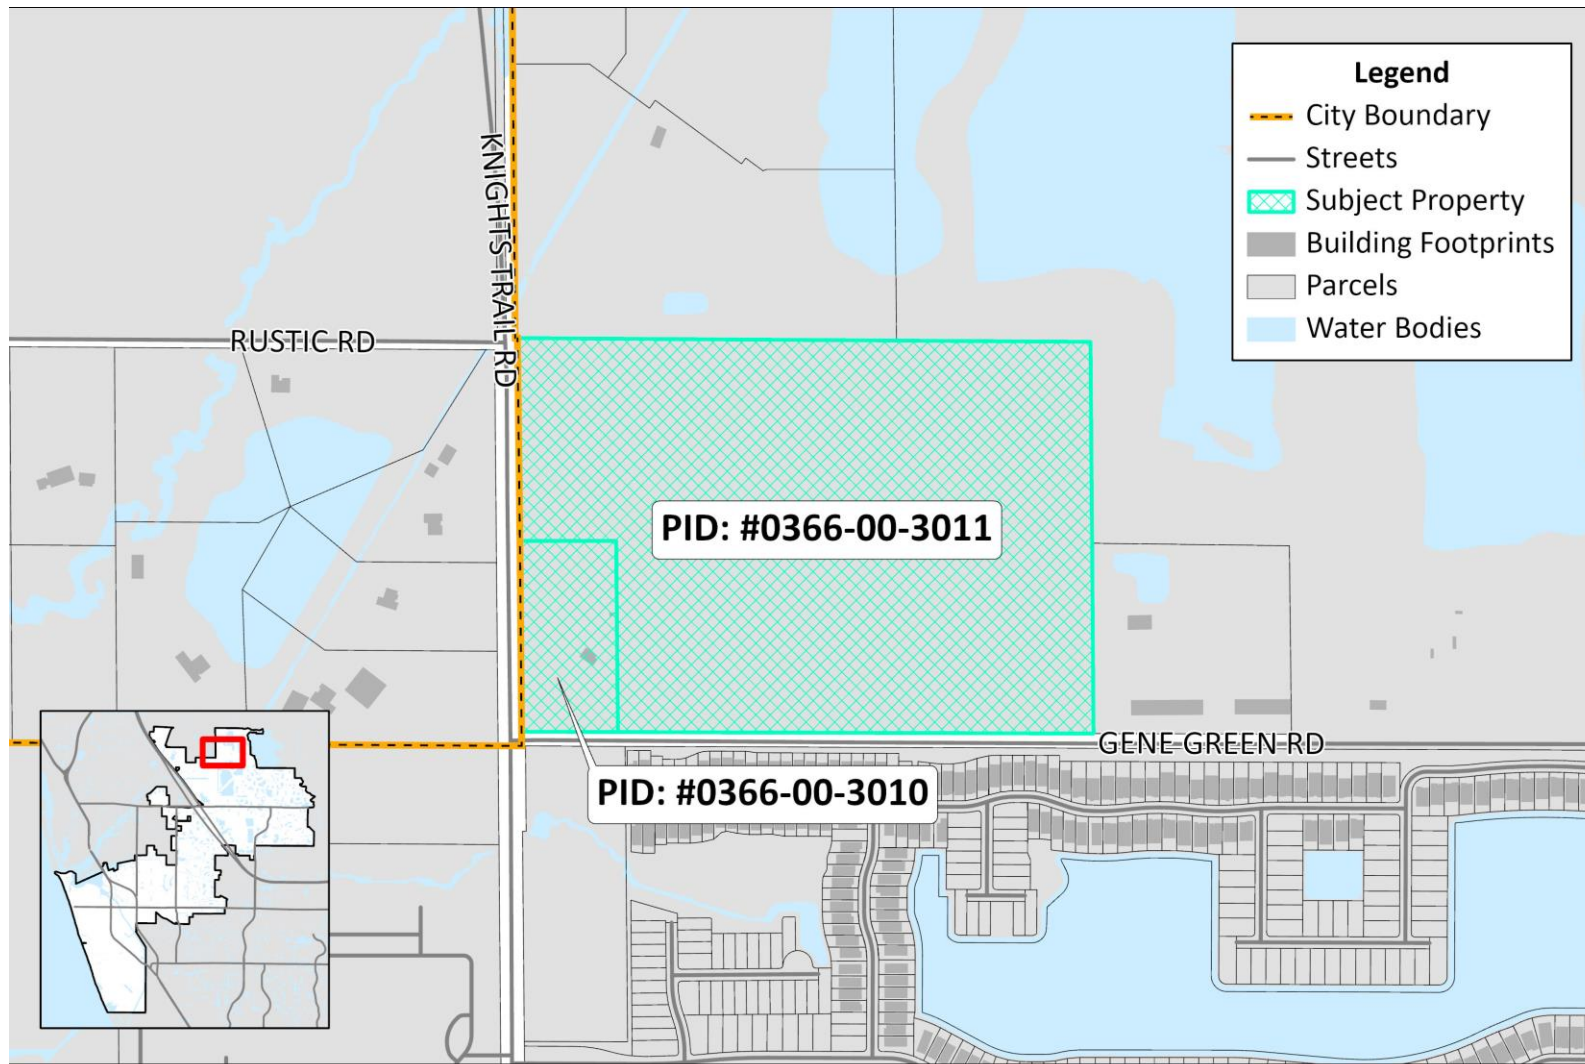 Legend
City Boundary
Streets
Subject Property
Building Footprints
Parcels
Water Bodies
KNIGHTS TRAIL RD
RUSTIC RD
PID: #0366-00-3011
GENE GREEN RD
PID: #0366-00-3010